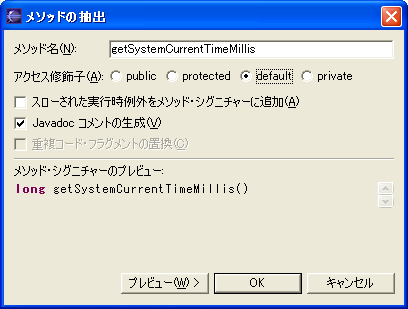 メソッドの抽出
メソッド名(N): getSystemCurrentTimeMillis
アクセス修飾子(A): public protected default private
スローされた実行時例外をメソッド・シグニチャーに追加(A)
Javadoc コメントの生成(V)
重複コード・フラグメントの置換(C)
メソッド・シグニチャーのプレビュー:
long getSystemCurrentTimeMillis()
プレビュー(W) > OK キャンセル